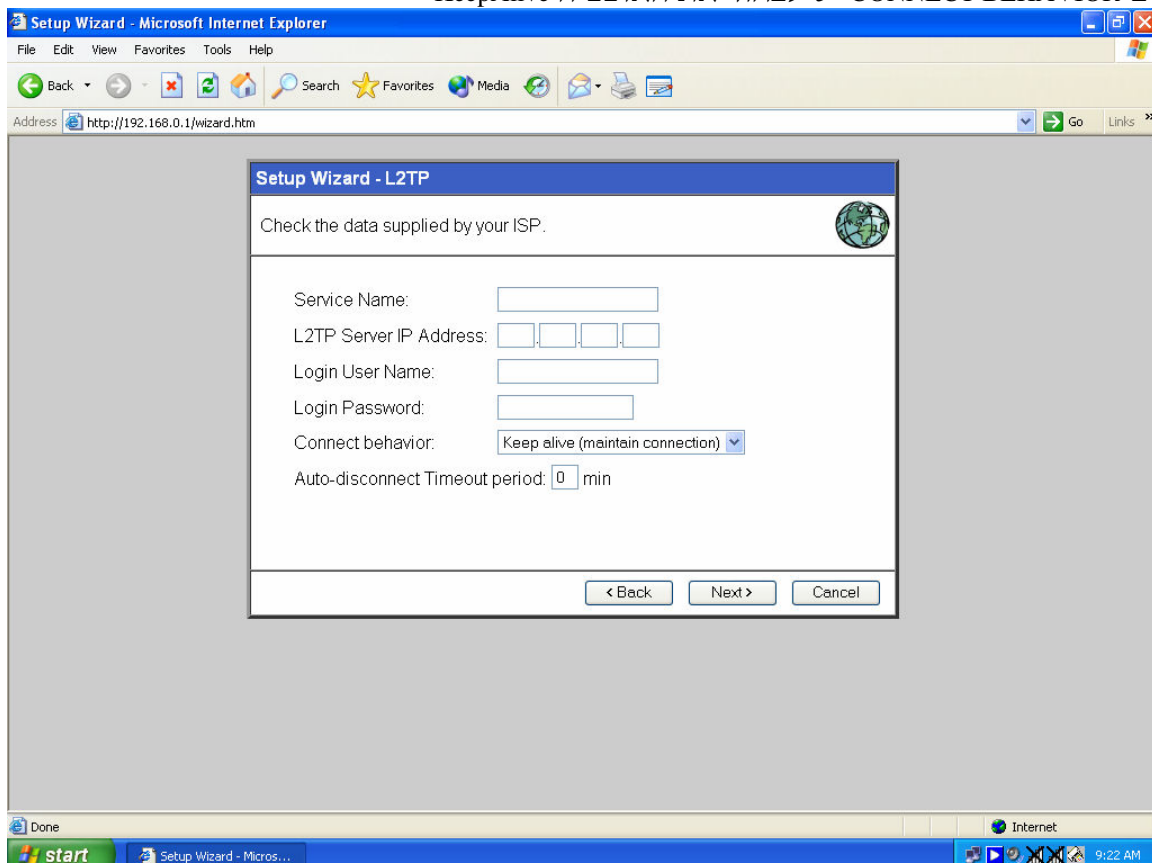 Setup Wizard - Microsoft Internet Explorer
File Edit View Favorites Tools Help
Back Search Favorites Media
Address http://192.168.0.1/wizard.htm Go Links »
Setup Wizard - L2TP
Check the data supplied by your ISP.
Service Name:
L2TP Server IP Address: . . .
Login User Name:
Login Password:
Connect behavior: Keep alive (maintain connection)
Auto-disconnect Timeout period: 0 min
< Back Next > Cancel
Done Internet
start Setup Wizard - Micros... 9:22 AM